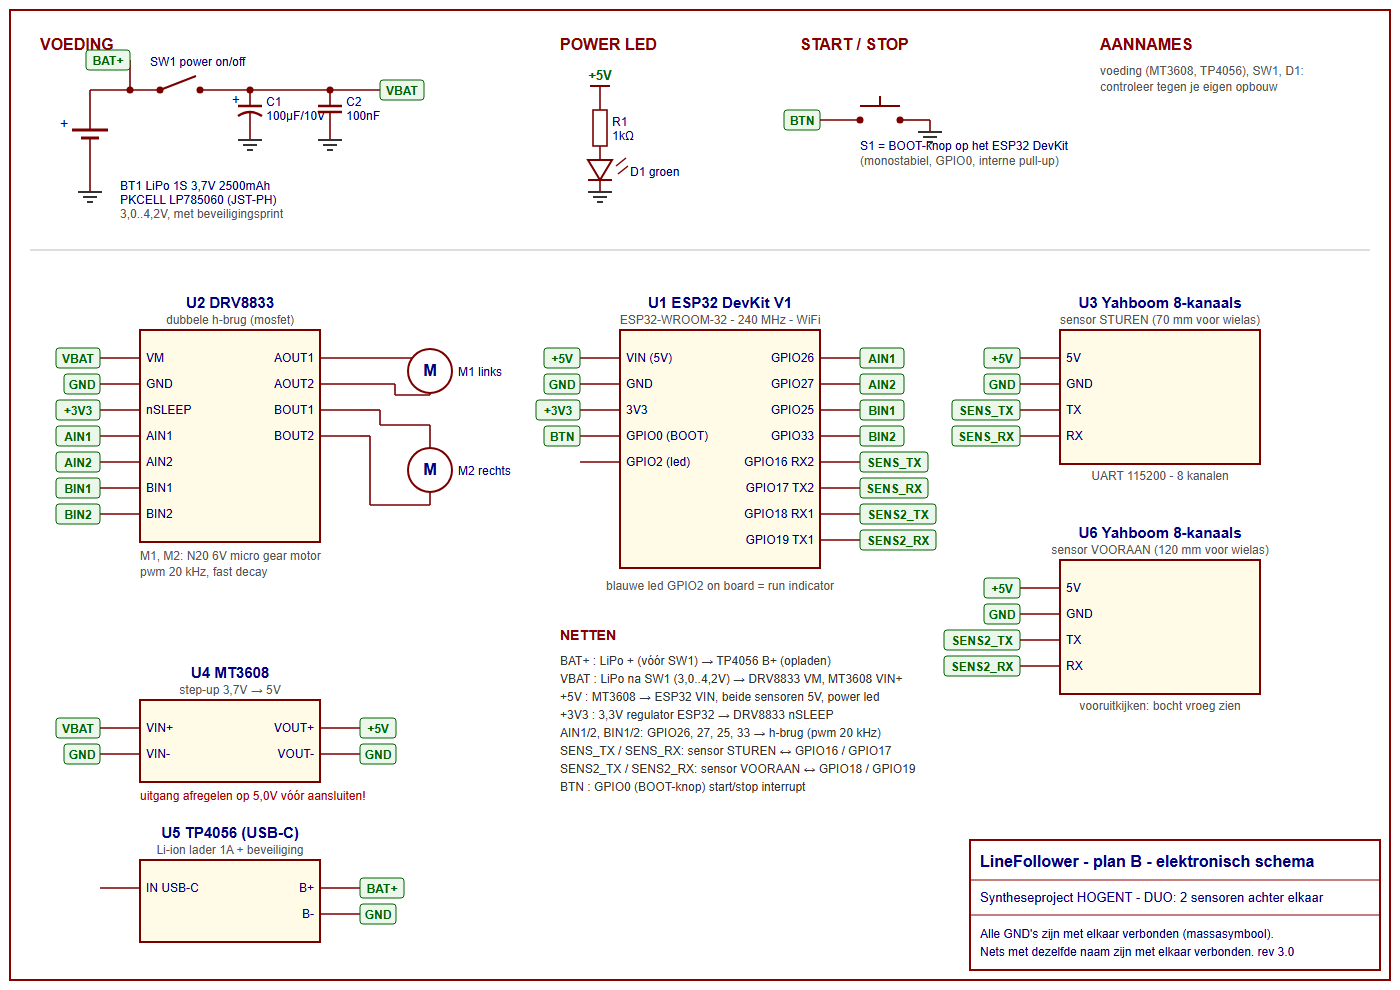 VOEDING
BAT+
SW1 power on/off
+
C1
100µF/10V
C2
100nF
VBAT
+
BT1 LiPo 1S 3,7V 2500mAh
PKCELL LP785060 (JST-PH)
3,0..4,2V, met beveiligingsprint
POWER LED
+5V
R1
1kΩ
D1 groen
START / STOP
BTN
S1 = BOOT-knop op het ESP32 DevKit
(monostabiel, GPIO0, interne pull-up)
AANNAMES
voeding (MT3608, TP4056), SW1, D1:
controleer tegen je eigen opbouw
U2 DRV8833
dubbele h-brug (mosfet)
VBAT VM AOUT1
GND GND AOUT2
+3V3 nSLEEP BOUT1
AIN1 AIN1 BOUT2
AIN2 AIN2
BIN1 BIN1
BIN2 BIN2
M M1 links
M M2 rechts
M1, M2: N20 6V micro gear motor
pwm 20 kHz, fast decay
U1 ESP32 DevKit V1
ESP32-WROOM-32 - 240 MHz - WiFi
+5V VIN (5V) GPIO26 AIN1
GND GND GPIO27 AIN2
+3V3 3V3 GPIO25 BIN1
BTN GPIO0 (BOOT) GPIO33 BIN2
GPIO2 (led) GPIO16 RX2 SENS_TX
GPIO17 TX2 SENS_RX
GPIO18 RX1 SENS2_TX
GPIO19 TX1 SENS2_RX
blauwe led GPIO2 on board = run indicator
U3 Yahboom 8-kanaals
sensor STUREN (70 mm voor wielas)
+5V 5V
GND GND
SENS_TX TX
SENS_RX RX
UART 115200 - 8 kanalen
U6 Yahboom 8-kanaals
sensor VOORAAN (120 mm voor wielas)
+5V 5V
GND GND
SENS2_TX TX
SENS2_RX RX
vooruitkijken: bocht vroeg zien
U4 MT3608
step-up 3,7V → 5V
VBAT VIN+ VOUT+ +5V
GND VIN- VOUT- GND
uitgang afregelen op 5,0V vóór aansluiten!
U5 TP4056 (USB-C)
Li-ion lader 1A + beveiliging
IN USB-C B+ BAT+
B- GND
NETTEN
BAT+ : LiPo + (vóór SW1) → TP4056 B+ (opladen)
VBAT : LiPo na SW1 (3,0..4,2V) → DRV8833 VM, MT3608 VIN+
+5V : MT3608 → ESP32 VIN, beide sensoren 5V, power led
+3V3 : 3,3V regulator ESP32 → DRV8833 nSLEEP
AIN1/2, BIN1/2: GPIO26, 27, 25, 33 → h-brug (pwm 20 kHz)
SENS_TX / SENS_RX: sensor STUREN ↔ GPIO16 / GPIO17
SENS2_TX / SENS2_RX: sensor VOORAAN ↔ GPIO18 / GPIO19
BTN : GPIO0 (BOOT-knop) start/stop interrupt
LineFollower - plan B - elektronisch schema
Syntheseproject HOGENT - DUO: 2 sensoren achter elkaar
Alle GND's zijn met elkaar verbonden (massasymbool).
Nets met dezelfde naam zijn met elkaar verbonden. rev 3.0